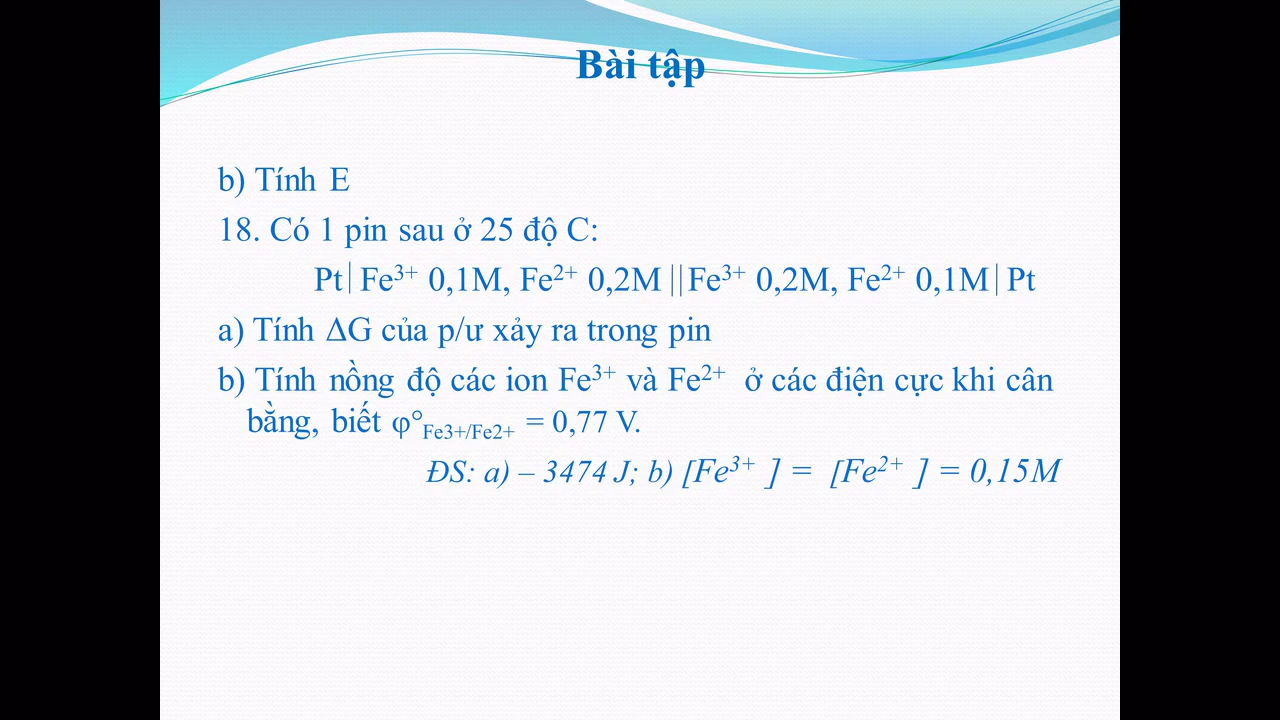 Bài tập
b) Tính E
18. Có 1 pin sau ở 25 độ C:
Pt│Fe³⁺ 0,1M, Fe²⁺ 0,2M ||Fe³⁺ 0,2M, Fe²⁺ 0,1M│Pt
a) Tính ΔG của p/ư xảy ra trong pin
b) Tính nồng độ các ion Fe³⁺ và Fe²⁺ ở các điện cực khi cân
bằng, biết φ°Fe3+/Fe2+ = 0,77 V.
ĐS: a) – 3474 J; b) [Fe³⁺ ] = [Fe²⁺ ] = 0,15M